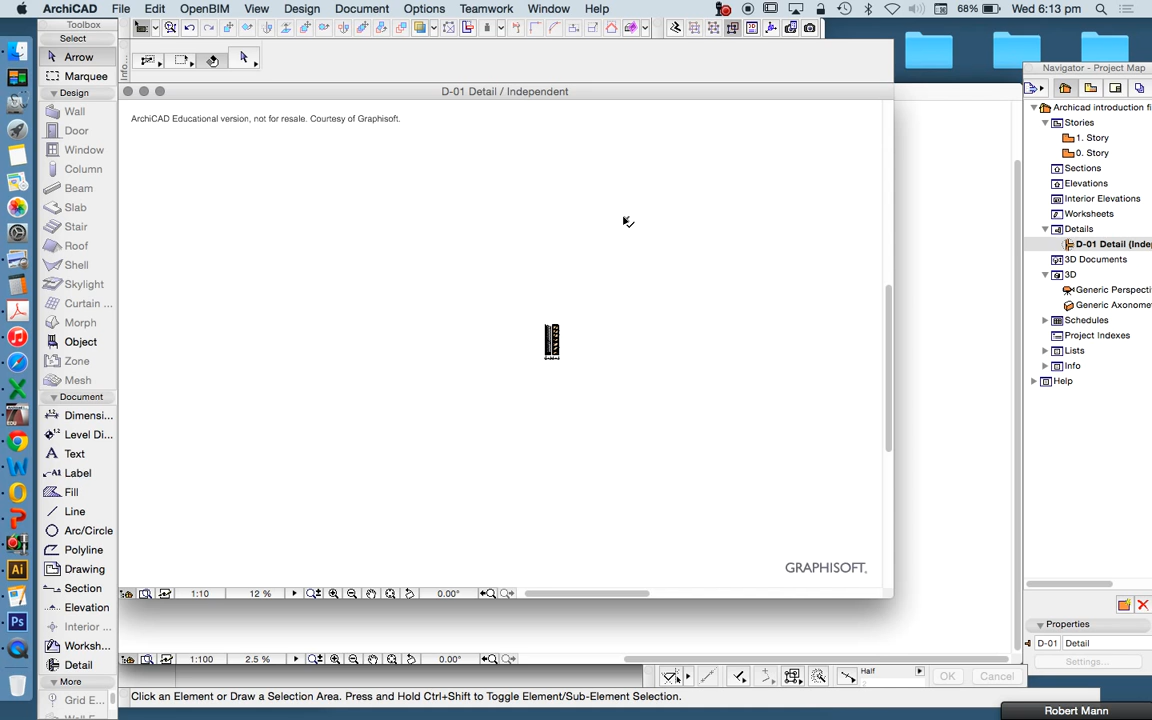 ArchiCAD File Edit View Design Document Options Teamwork Window Help 68% Wed 6:13 pm
Toolbox
Select
Arrow
Marquee
Design
Wall
Door
Window
Column
Beam
Slab
Stair
Roof
Shell
Skylight
Curtain ...
Morph
Object
Zone
Mesh
Document
Dimensi...
Level Di...
Text
Label
Fill
Line
Arc/Circle
Polyline
Drawing
Section
Elevation
Interior ...
Worksh...
Detail
More
Grid E...
Info...
D-01 Detail / Independent
ArchiCAD Educational version, not for resale. Courtesy of Graphisoft.
GRAPHISOFT.
1:10 12 % 0.00°
1:100 2.5 % 0.00°
Half OK Cancel
Click an Element or Draw a Selection Area. Press and Hold Ctrl+Shift to Toggle Element/Sub-Element Selection.
Navigator - Project Map
Archicad introduction fi
Stories
1. Story
0. Story
Sections
Elevations
Interior Elevations
Worksheets
Details
D-01 Detail (Inde
3D Documents
3D
Generic Perspecti
Generic Axonome
Schedules
Project Indexes
Lists
Info
Help
Properties
D-01 Detail
Settings...
Robert Mann